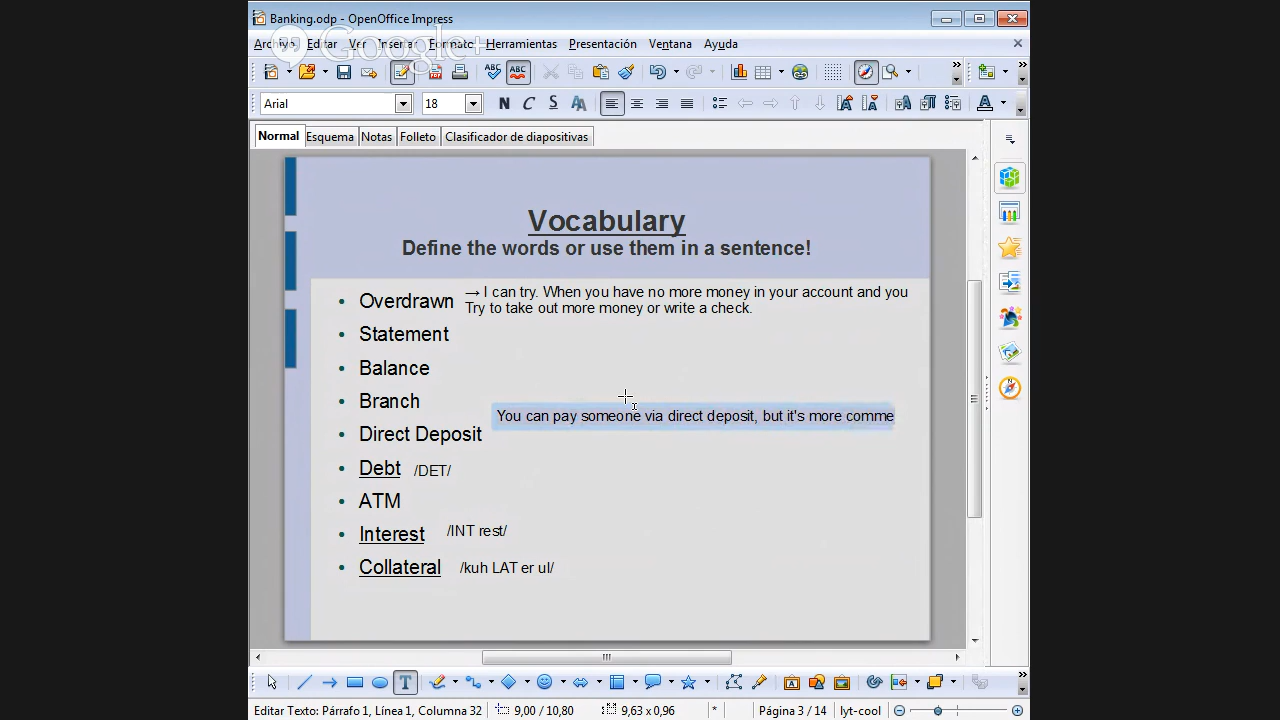 Banking.odp - OpenOffice Impress
Google+
Archivo Editar Ver Insertar Formato Herramientas Presentación Ventana Ayuda
Arial 18 N C S
Normal Esquema Notas Folleto Clasificador de diapositivas
Vocabulary
Define the words or use them in a sentence!
• Overdrawn → I can try. When you have no more money in your account and you
Try to take out more money or write a check.
• Statement
• Balance
• Branch
You can pay someone via direct deposit, but it's more comme
• Direct Deposit
• Debt /DET/
• ATM
• Interest /INT rest/
• Collateral /kuh LAT er ul/
Editar Texto: Párrafo 1, Línea 1, Columna 32 9,00 / 10,80 9,63 x 0,96 * Página 3 / 14 lyt-cool